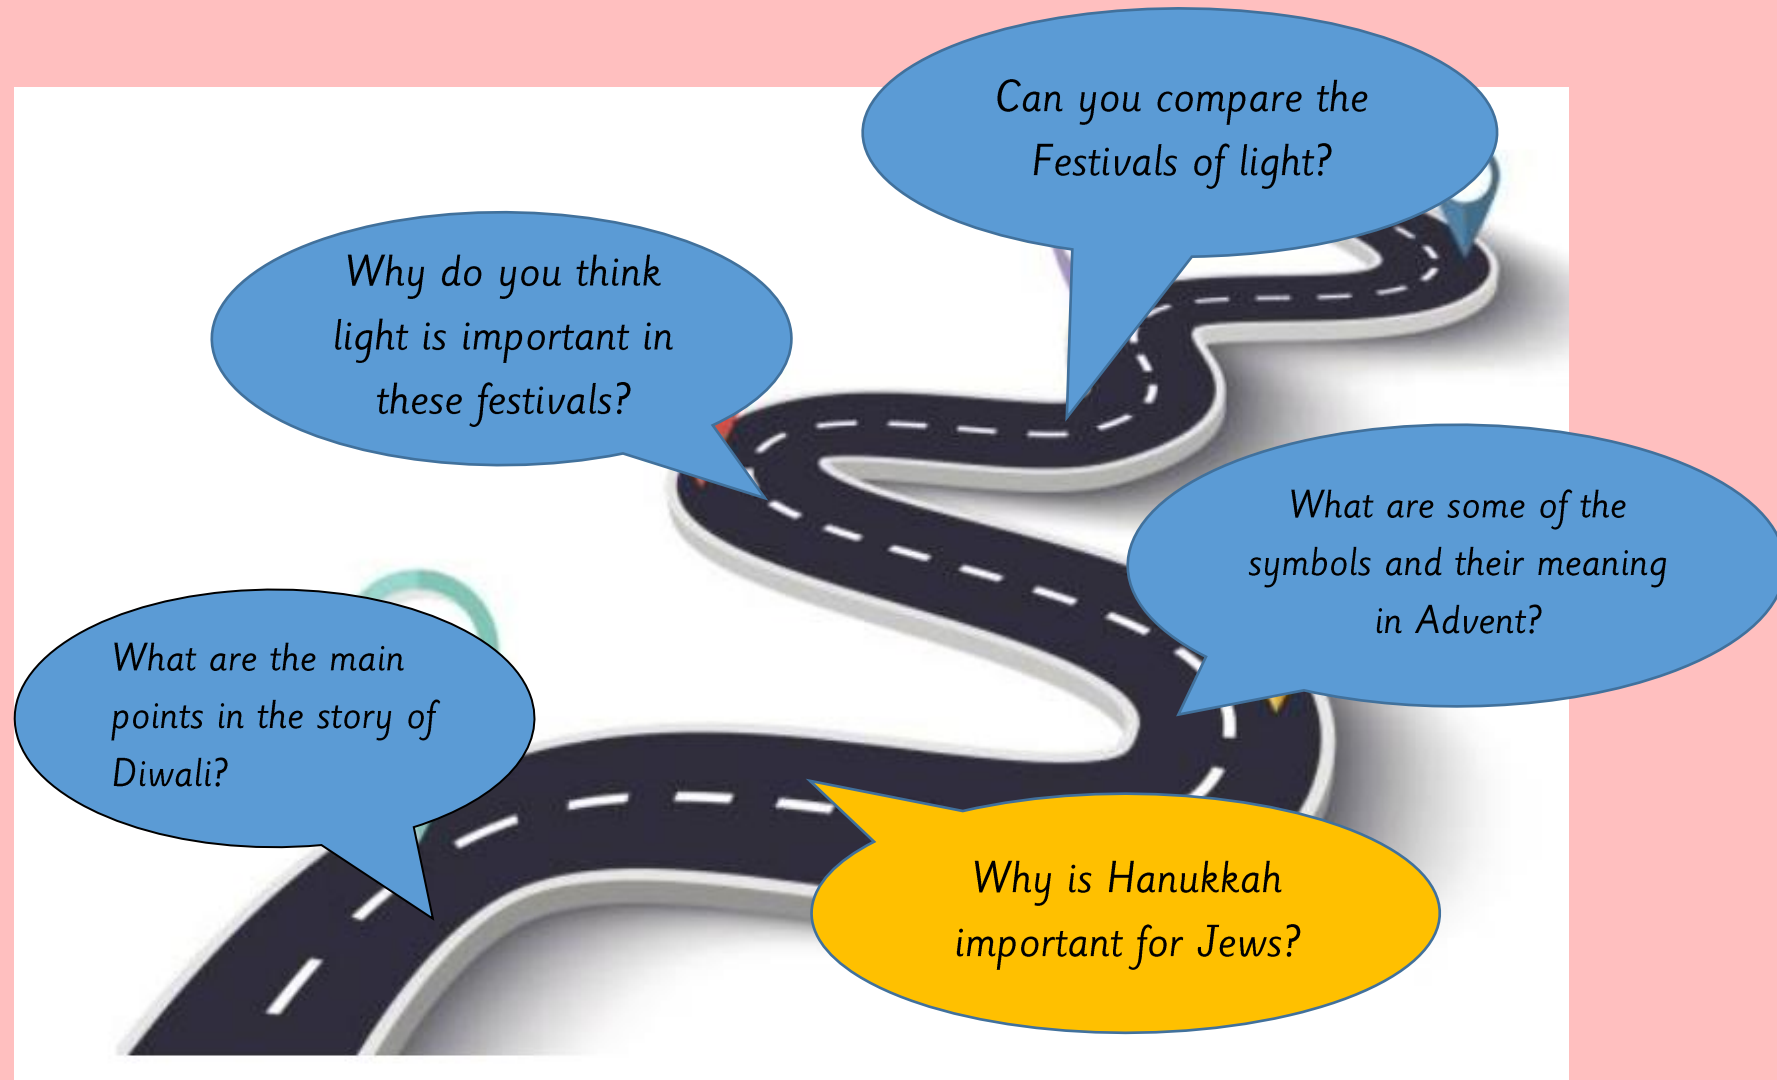 Can you compare the
Festivals of light?
Why do you think
light is important in
these festivals?
What are some of the
symbols and their meaning
in Advent?
What are the main
points in the story of
Diwali?
Why is Hanukkah
important for Jews?